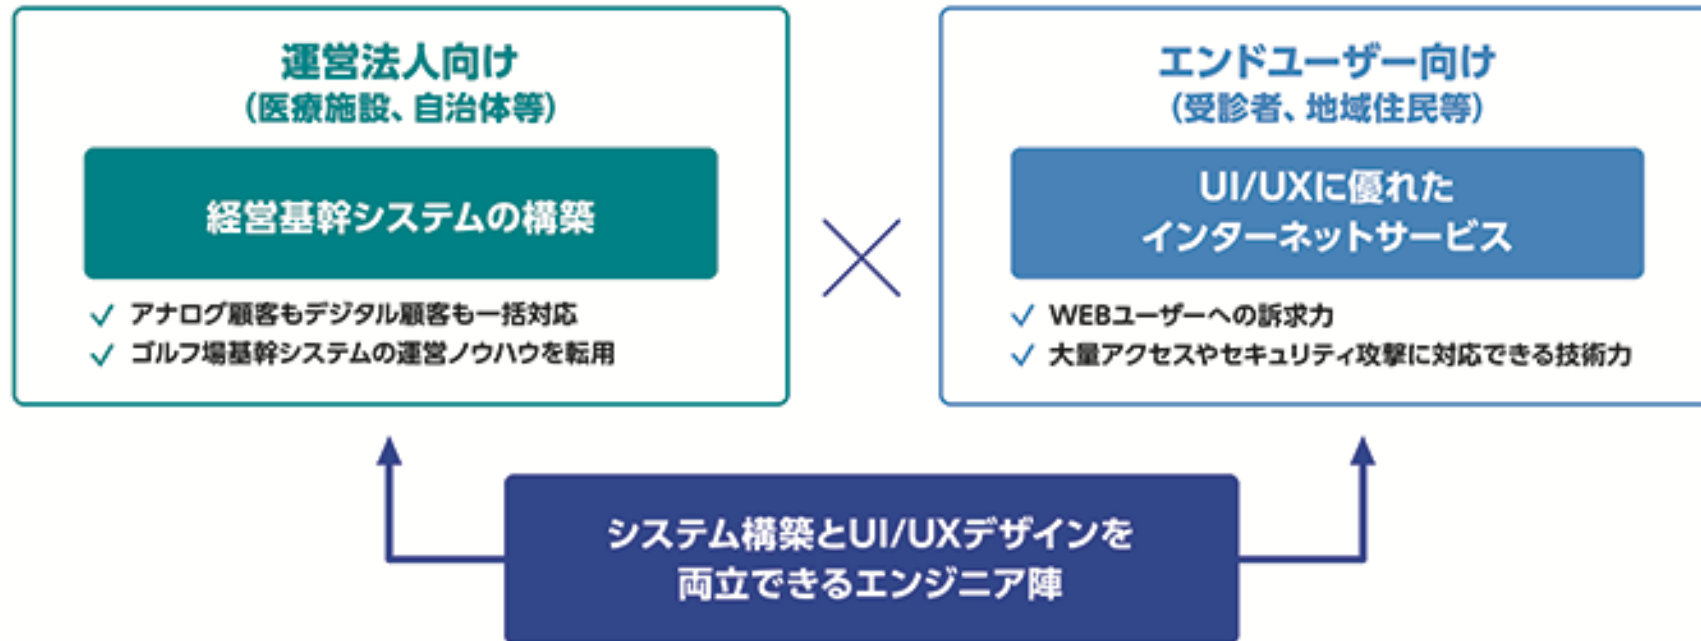 運営法人向け
（医療施設、自治体等）
経営基幹システムの構築
アナログ顧客もデジタル顧客も一括対応
ゴルフ場基幹システムの運営ノウハウを転用
エンドユーザー向け
（受診者、地域住民等）
UI/UXに優れた
インターネットサービス
WEBユーザーへの訴求力
大量アクセスやセキュリティ攻撃に対応できる技術力
システム構築とUI/UXデザインを
両立できるエンジニア陣